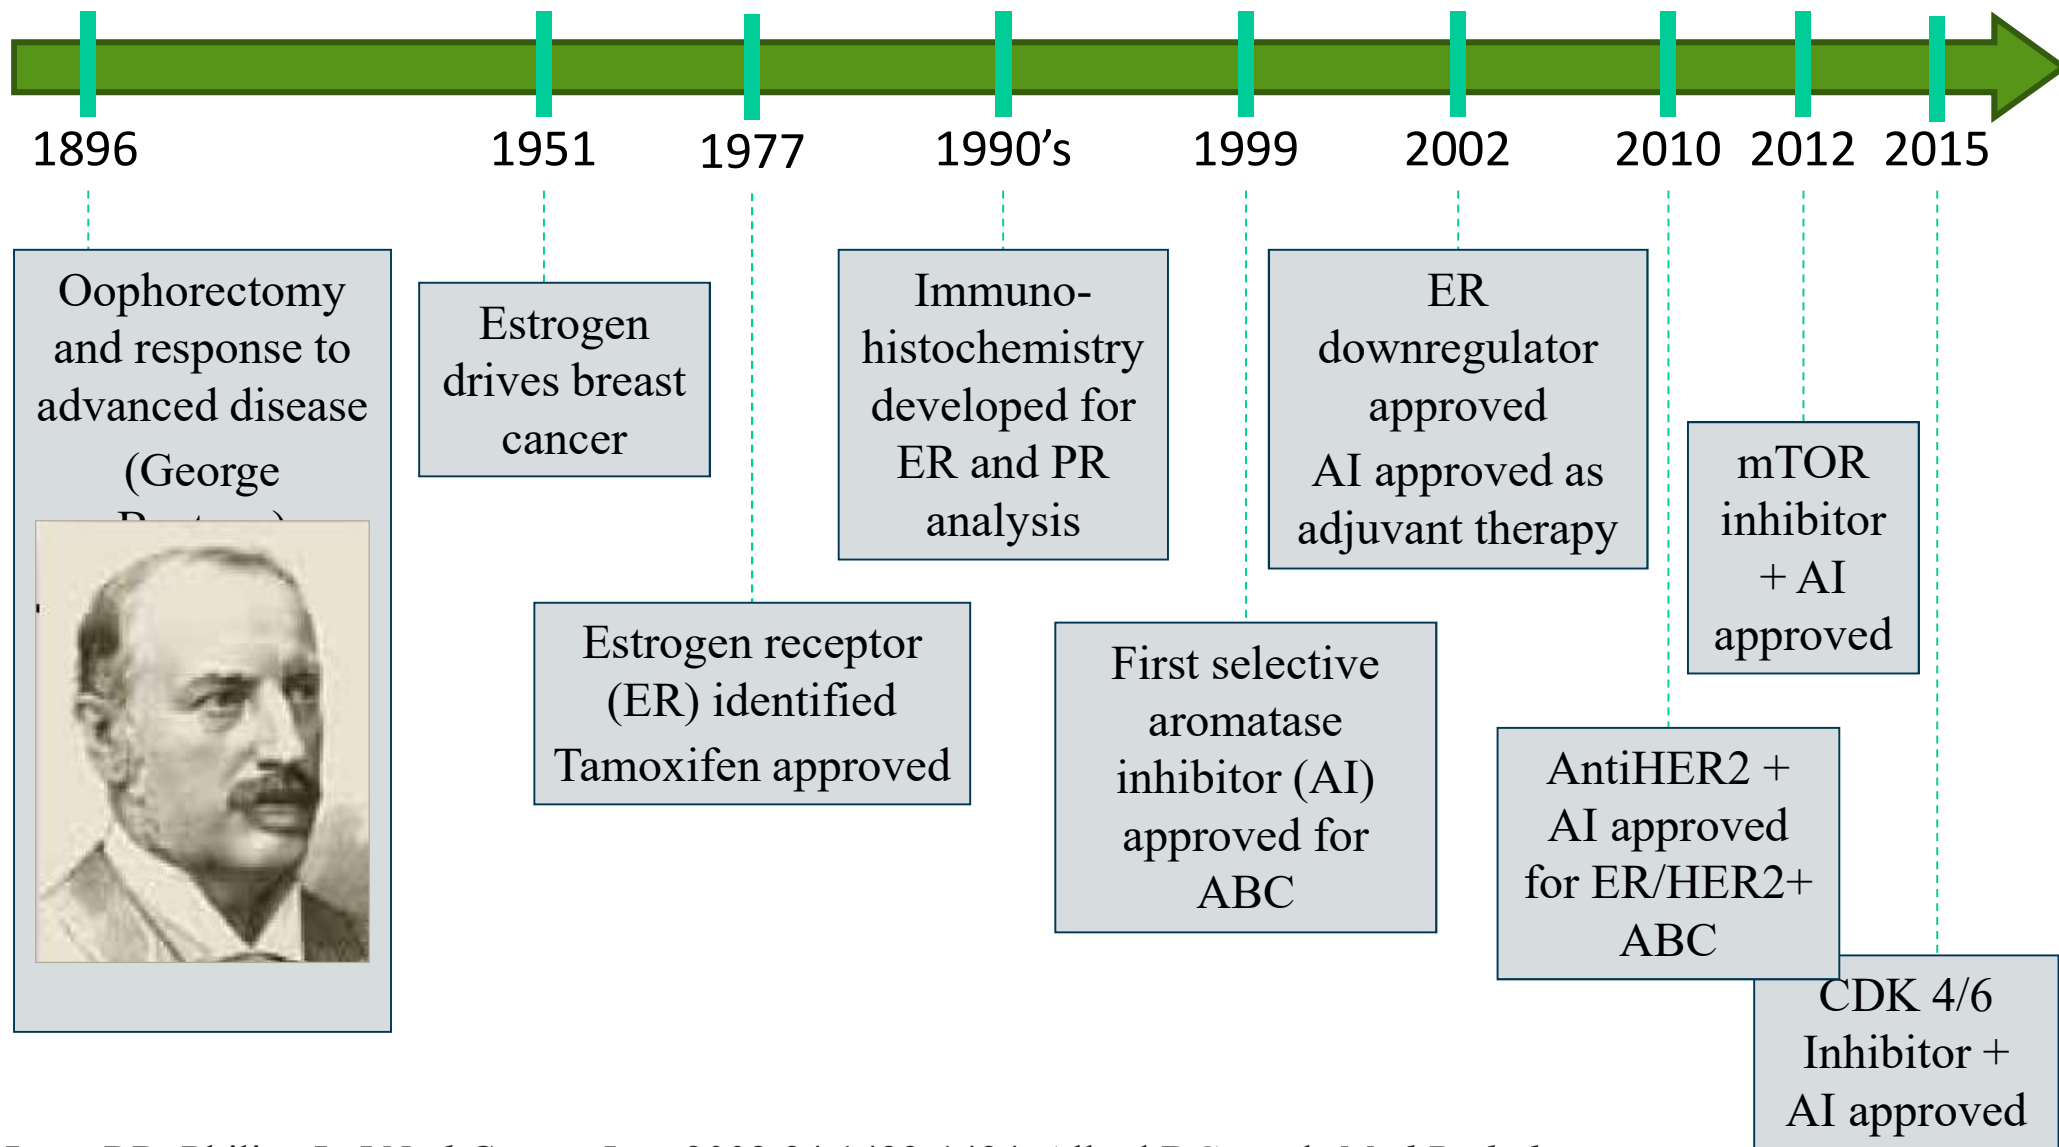 1896
1951
1977
1990's
1999
2002
2010
2012
2015
Oophorectomy
and response to
advanced disease
(George
Estrogen
drives breast
cancer
Estrogen receptor
(ER) identified
Tamoxifen approved
Immuno-
histochemistry
developed for
ER and PR
analysis
First selective
aromatase
inhibitor (AI)
approved for
ABC
ER
downregulator
approved
AI approved as
adjuvant therapy
AntiHER2 +
AI approved
for ER/HER2+
ABC
mTOR
inhibitor
+ AI
approved
CDK 4/6
Inhibitor +
AI approved